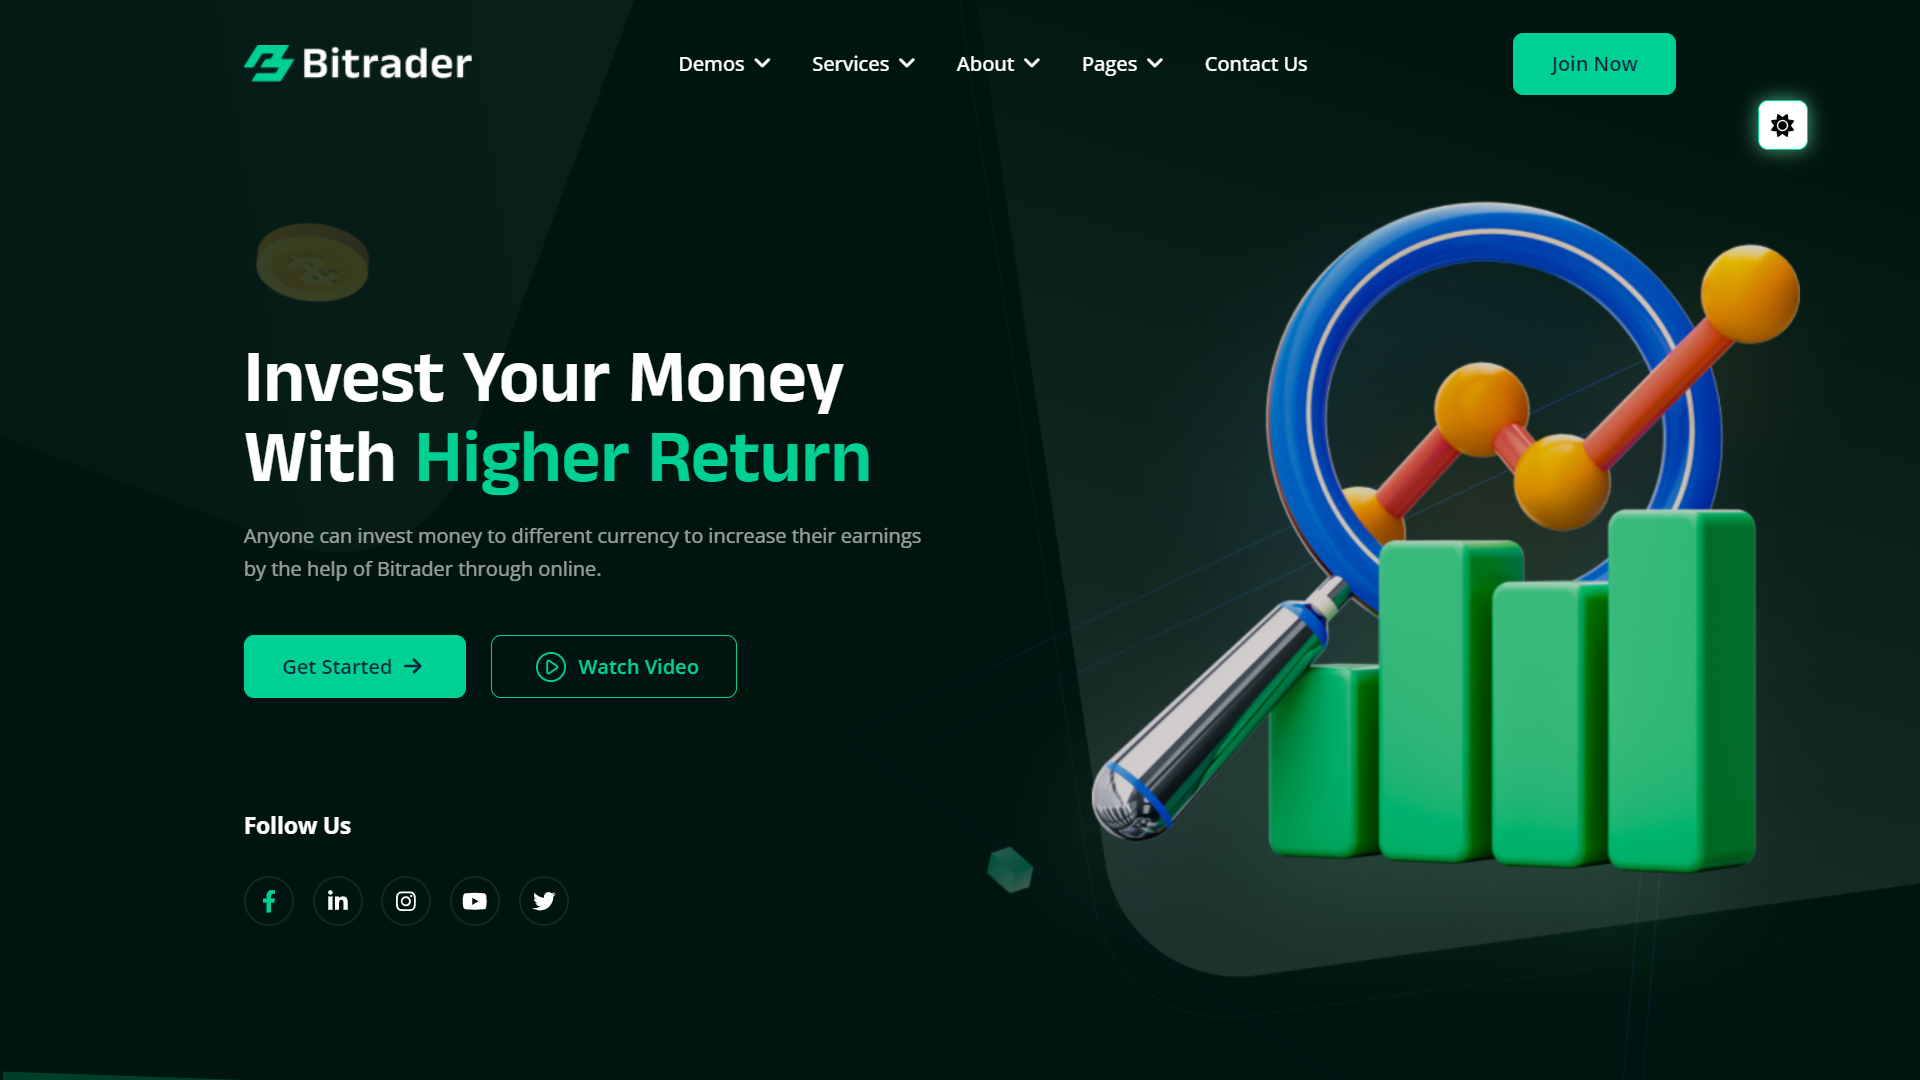 Bitrader
Demos
Services
About
Pages
Contact Us
Join Now
Invest Your Money
With Higher Return
Anyone can invest money to different currency to increase their earnings
by the help of Bitrader through online.
Get Started
Watch Video
Follow Us